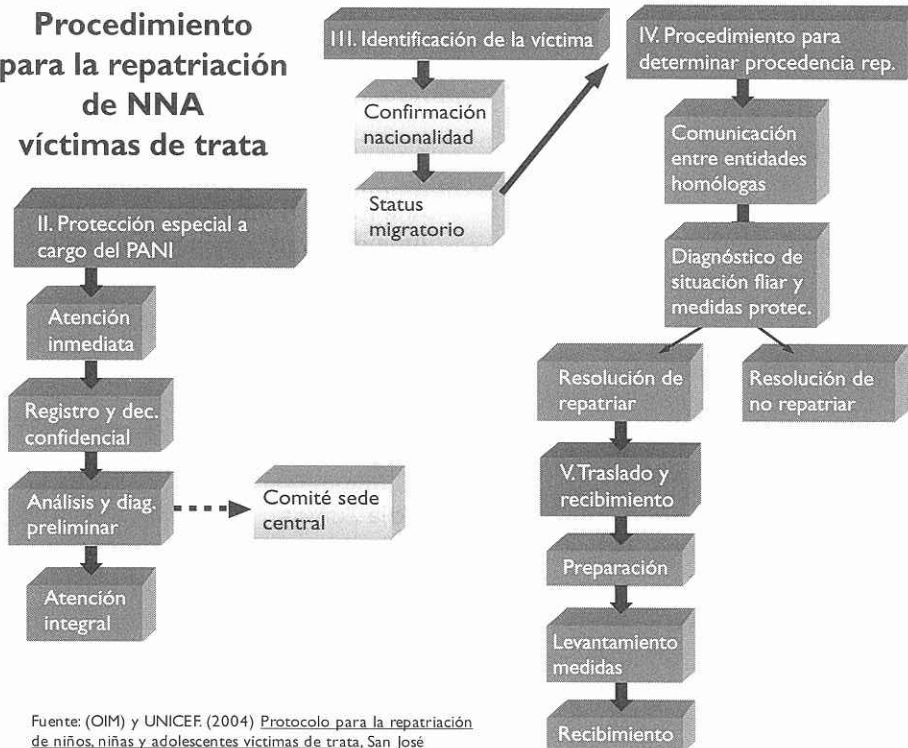 Procedimiento
para la repatriación
de NNA
víctimas de trata
II. Protección especial a
cargo del PANI
Atención
inmediata
Registro y dec.
confidencial
Análisis y diag.
preliminar
Comité sede
central
Atención
integral
III. Identificación de la víctima
Confirmación
nacionalidad
Status
migratorio
IV. Procedimiento para
determinar procedencia rep.
Comunicación
entre entidades
homólogas
Diagnóstico de
situación fliar y
medidas protec.
Resolución de
repatriar
Resolución de
no repatriar
V. Traslado y
recibimiento
Preparación
Levantamiento
medidas
Recibimiento
Fuente: (OIM) y UNICEF. (2004) Protocolo para la repatriación
de niños, niñas y adolescentes víctimas de trata, San José